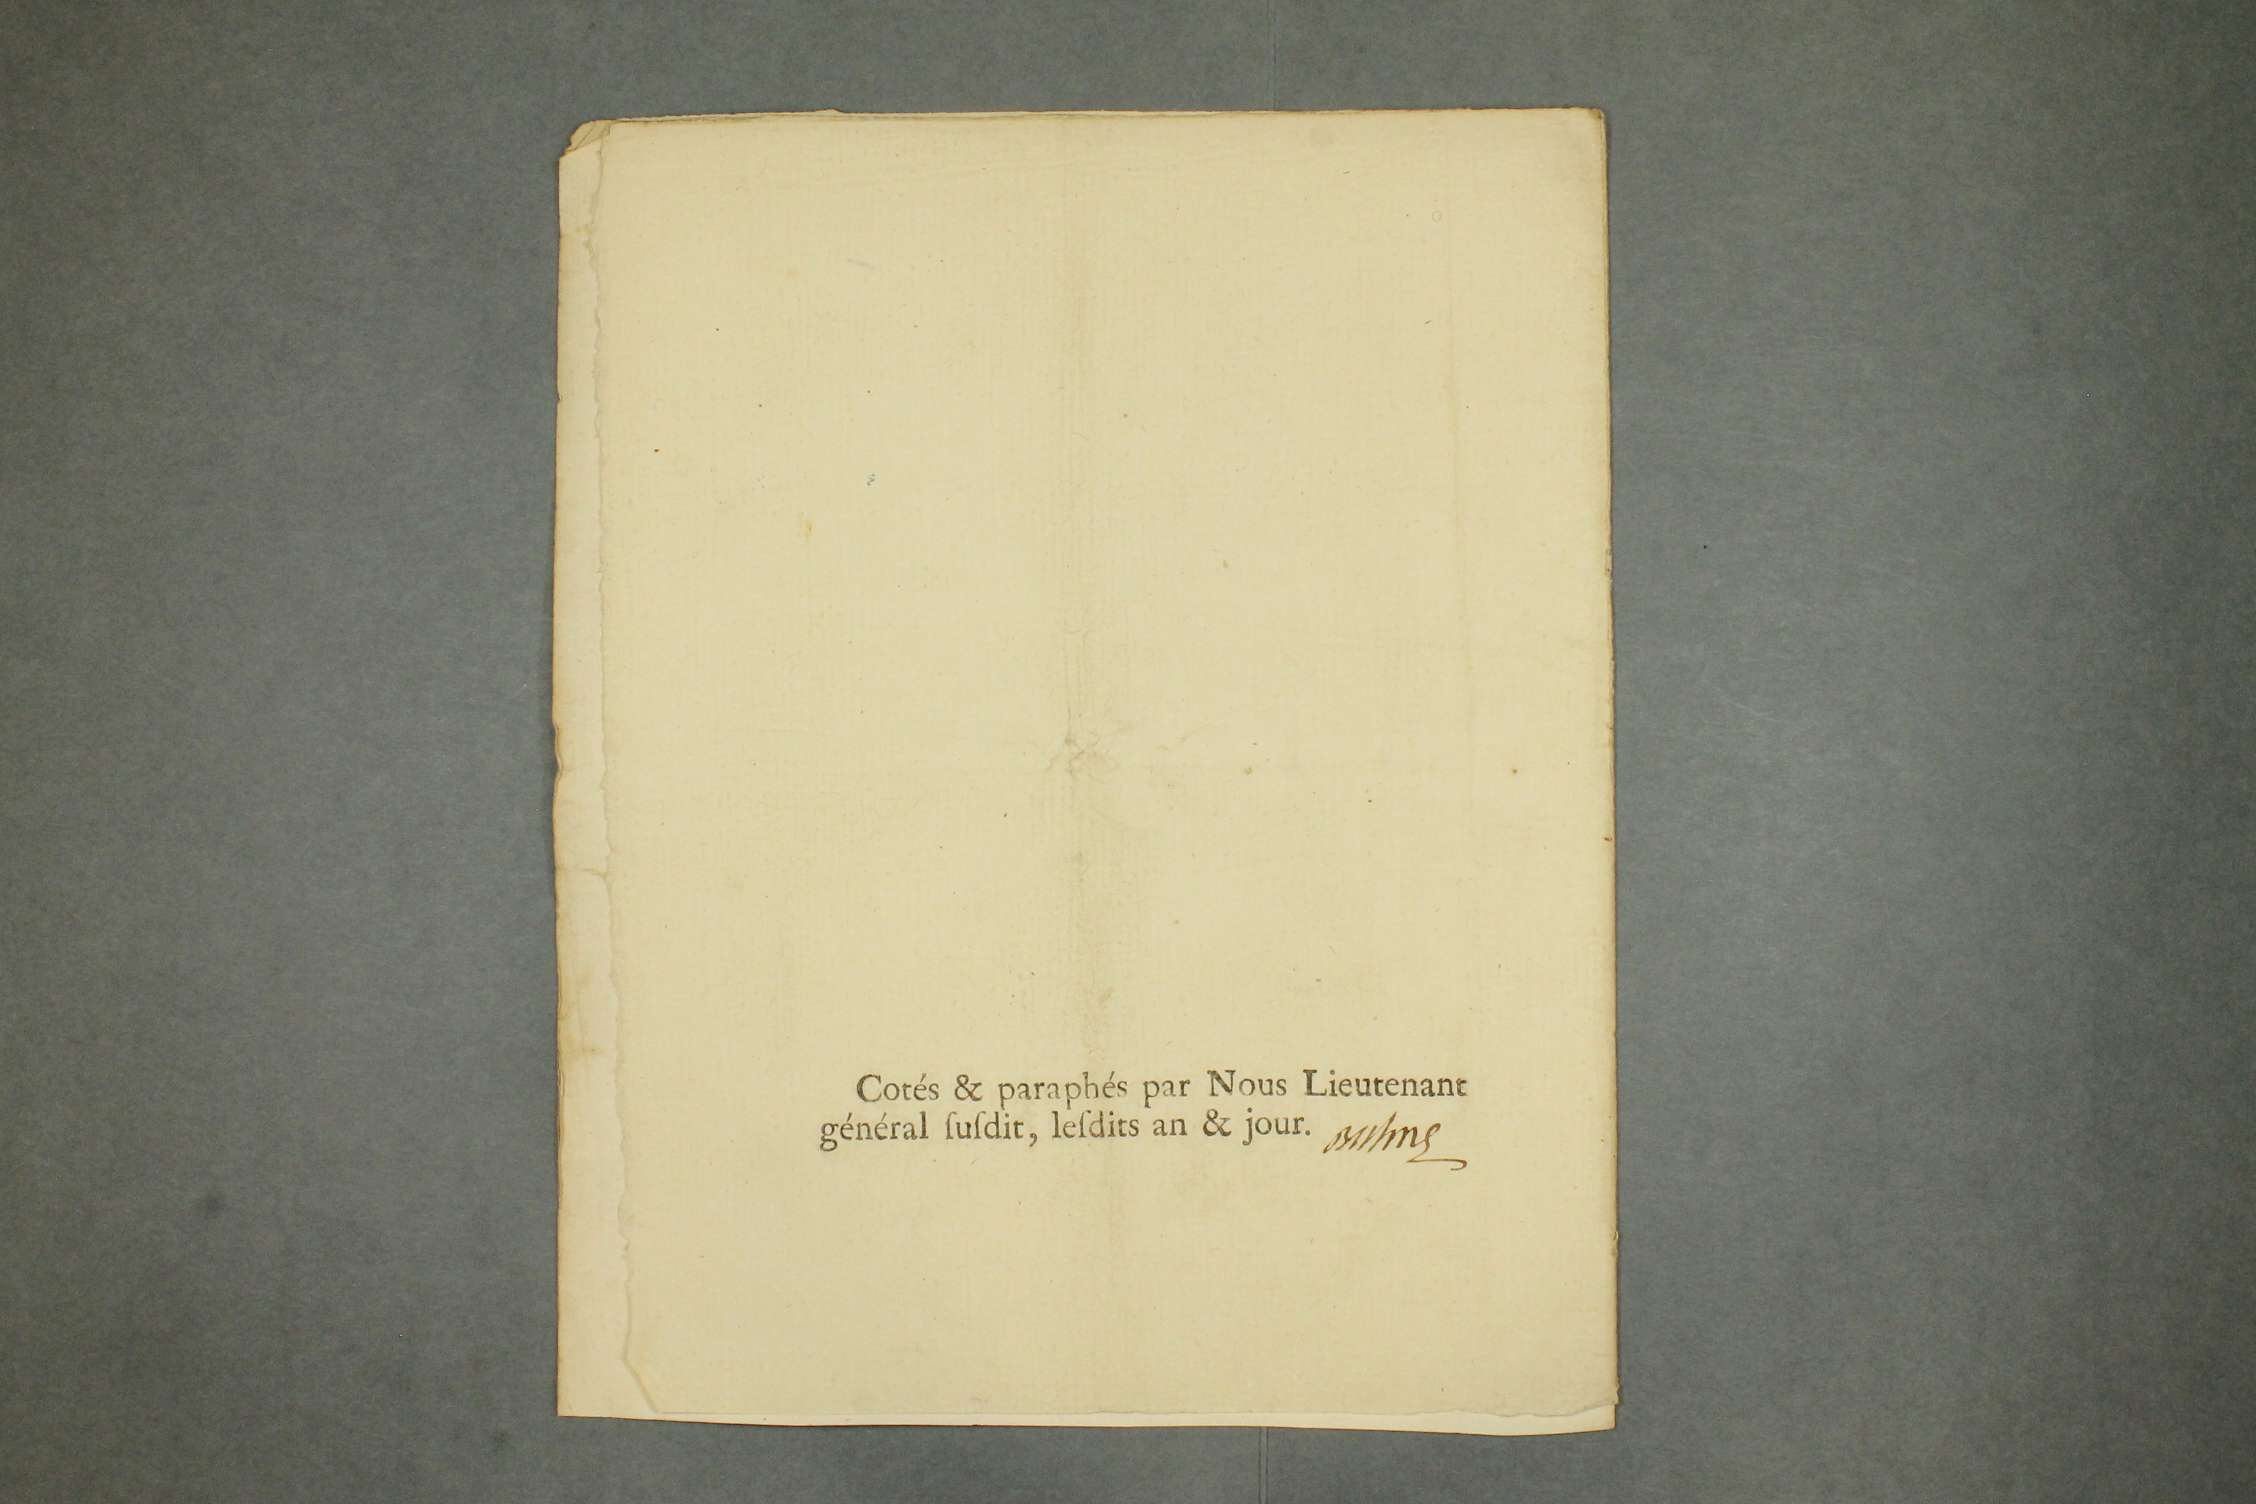 Cotés & paraphés par Nous Lieutenant
général ſuſdit, leſdits an & jour.